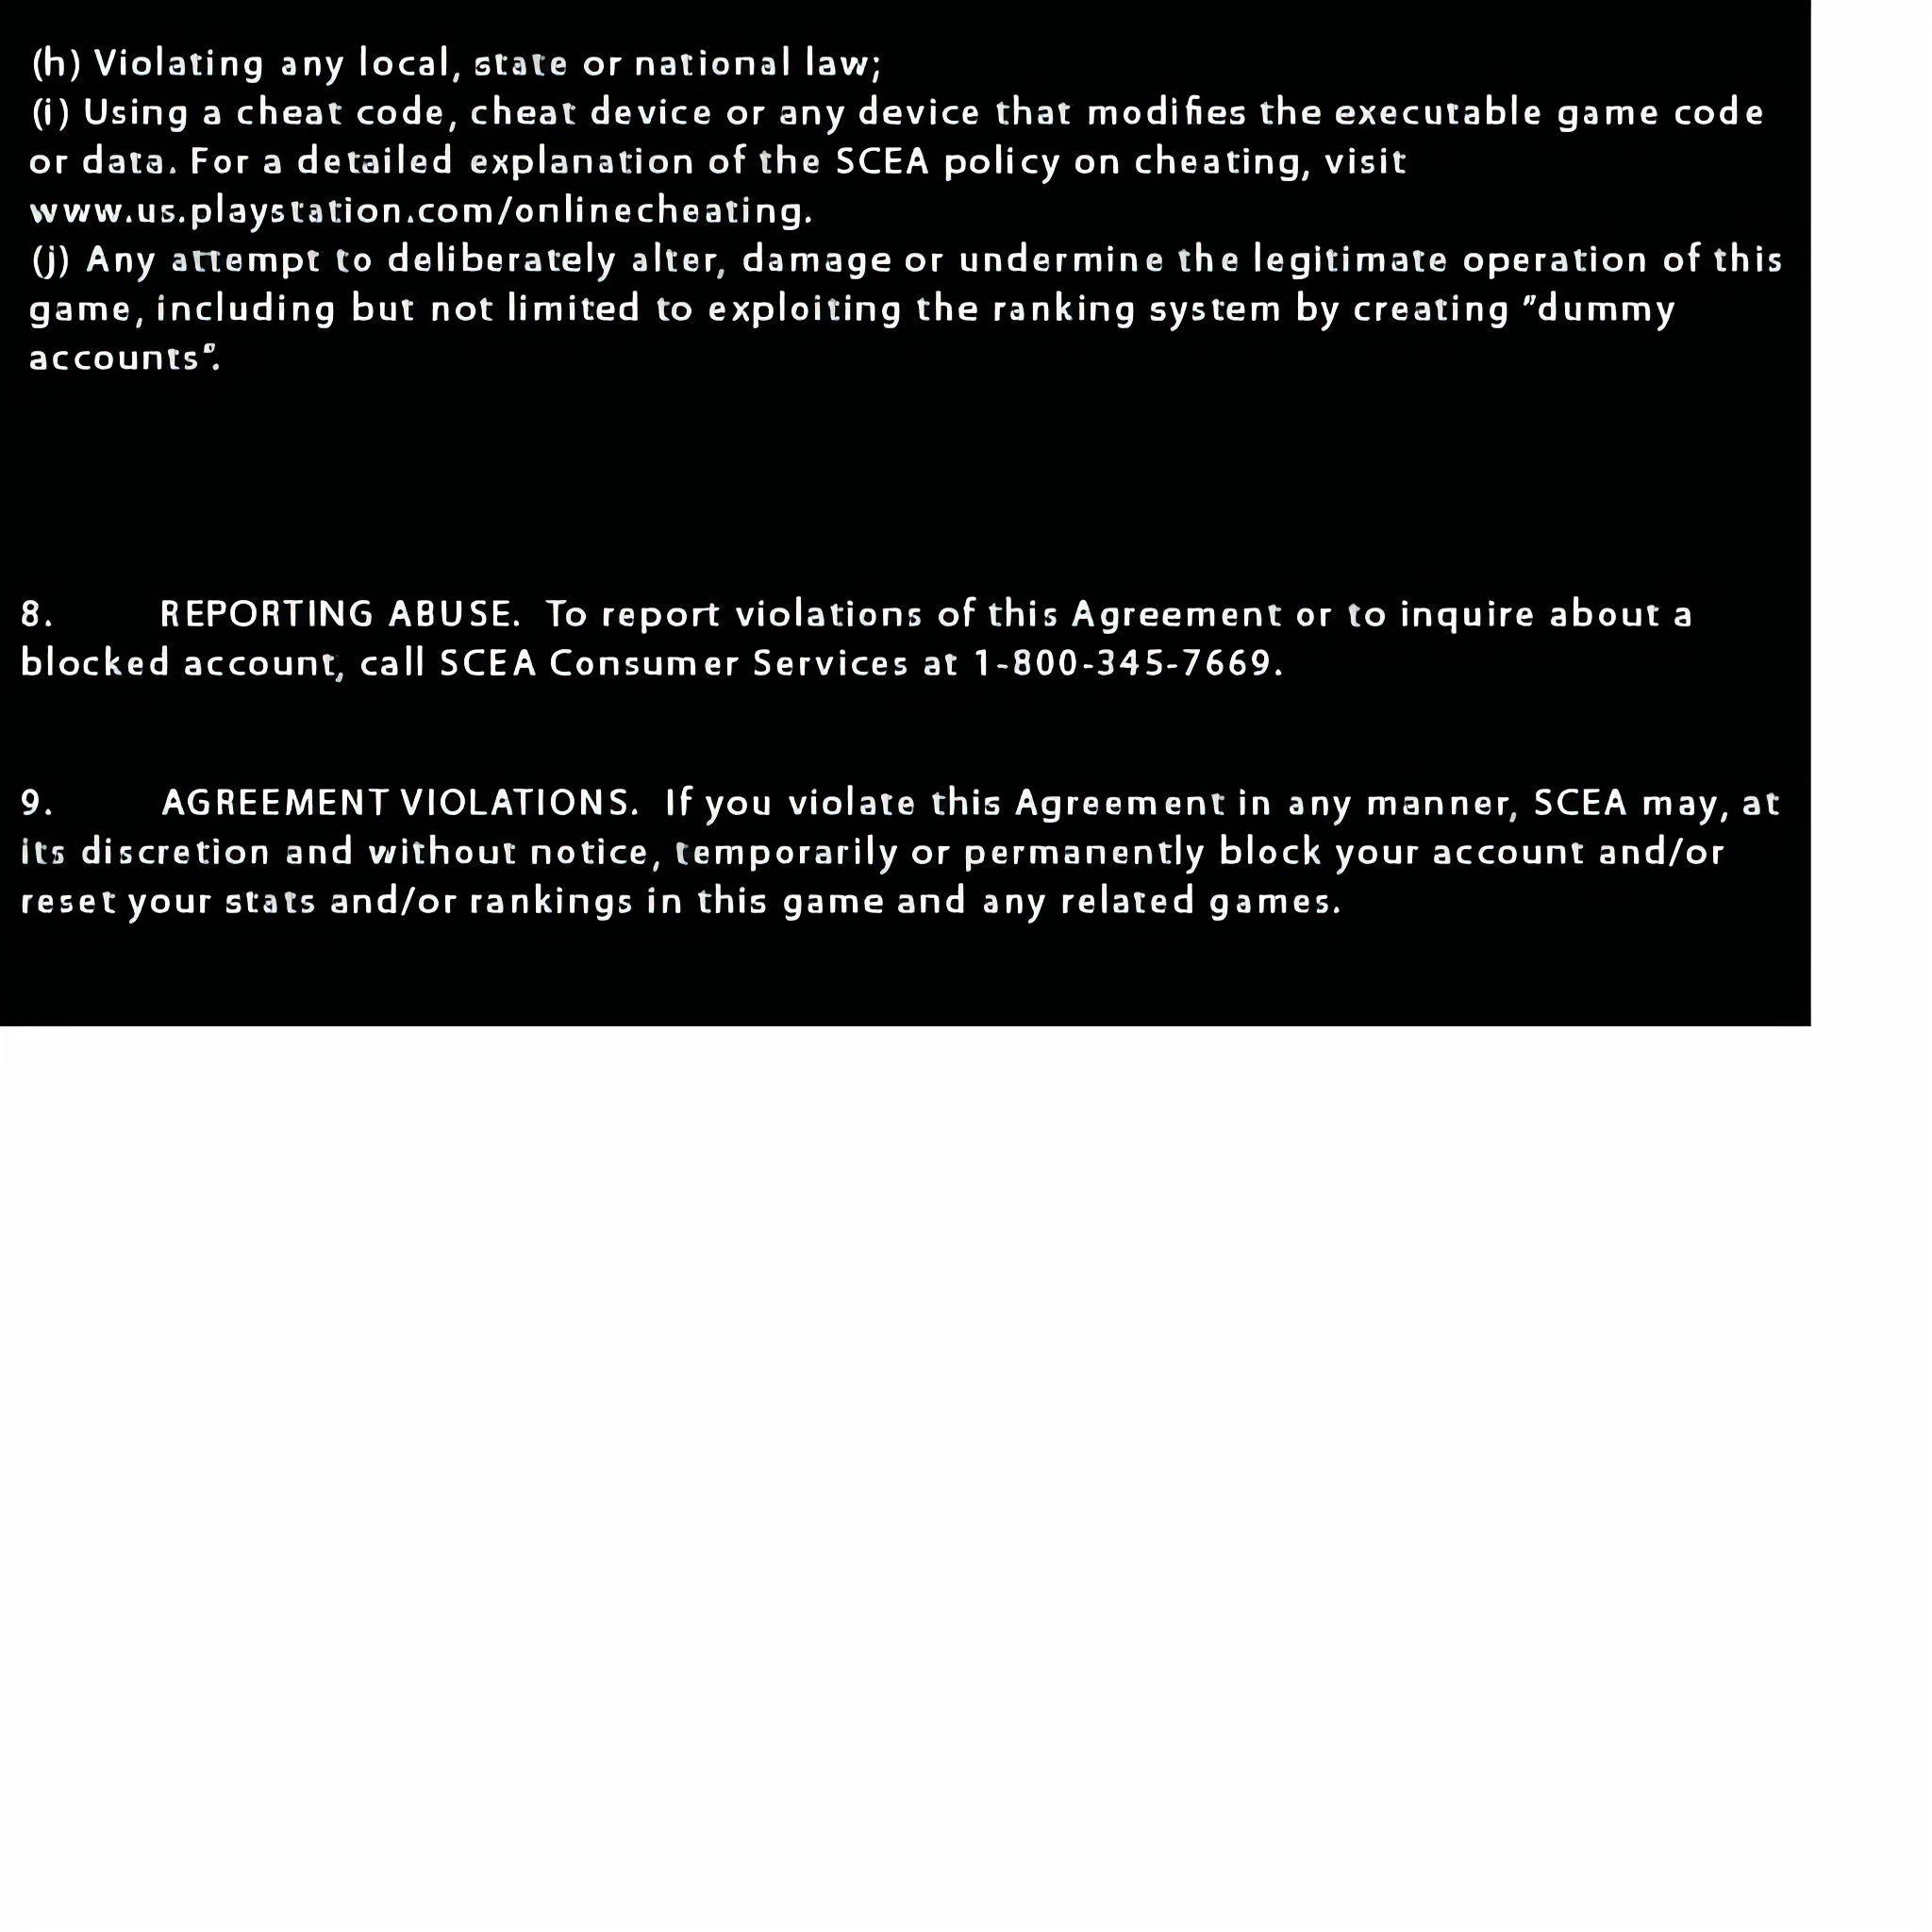 (h) Violating any local, state or national law;
(i) Using a cheat code, cheat device or any device that modifies the executable game code
or data. For a detailed explanation of the SCEA policy on cheating, visit
www.us.playstation.com/onlinecheating.
(j) Any attempt to deliberately alter, damage or undermine the legitimate operation of this
game, including but not limited to exploiting the ranking system by creating "dummy
accounts".
8. REPORTING ABUSE. To report violations of this Agreement or to inquire about a
blocked account, call SCEA Consumer Services at 1-800-345-7669.
9. AGREEMENT VIOLATIONS. If you violate this Agreement in any manner, SCEA may, at
its discretion and without notice, temporarily or permanently block your account and/or
reset your stats and/or rankings in this game and any related games.